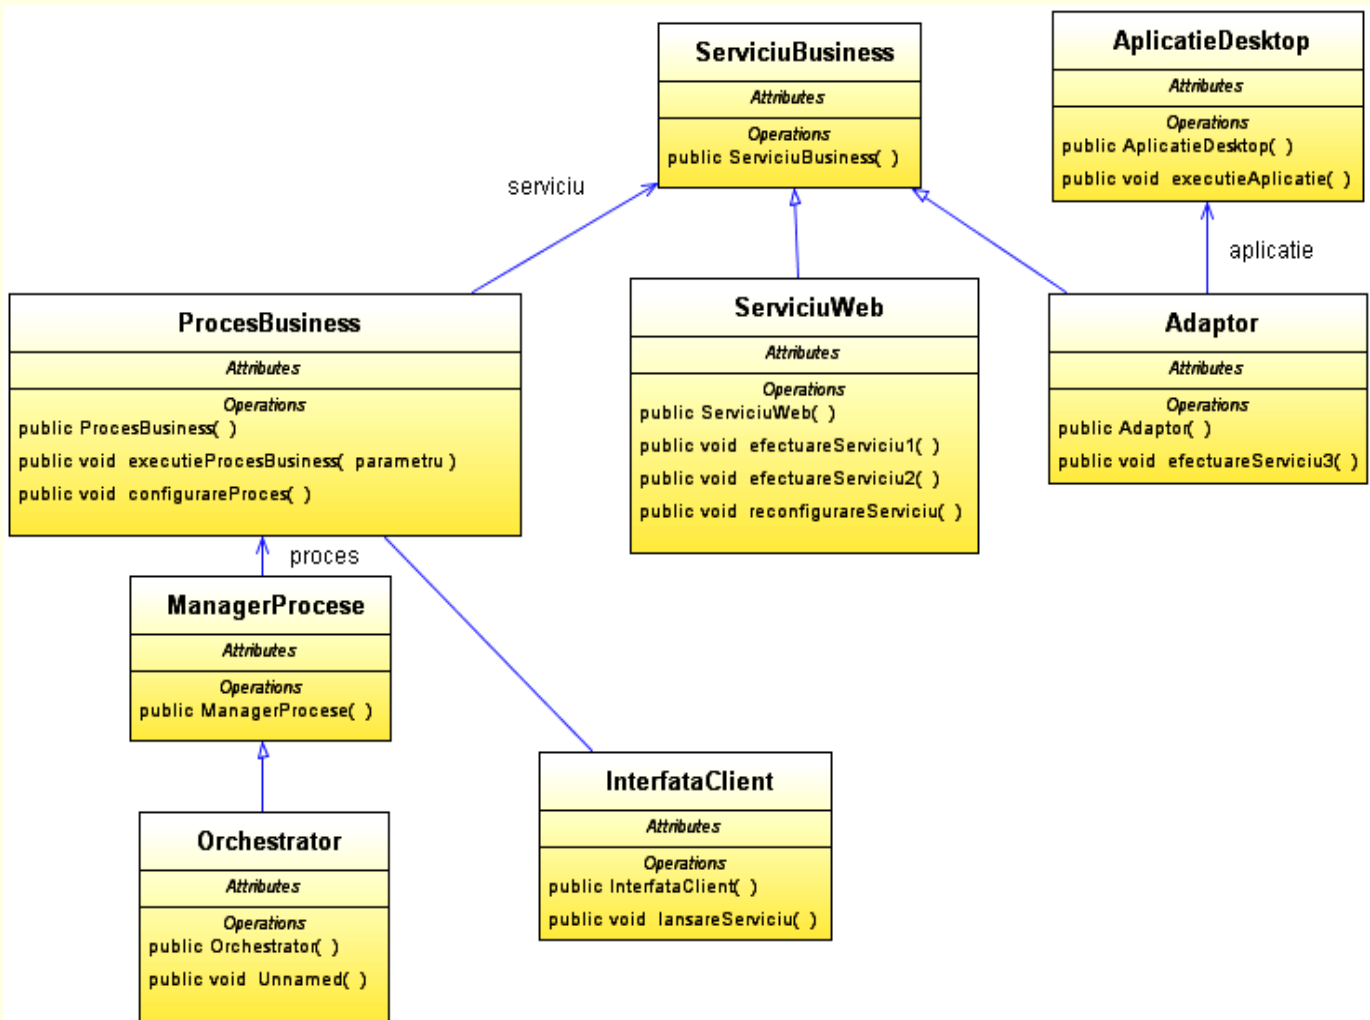 ServiciuBusiness
Attributes
Operations
public ServiciuBusiness( )
AplicatieDesktop
Attributes
Operations
public AplicatieDesktop( )
public void executieAplicatie( )
serviciu
aplicatie
ProcesBusiness
Attributes
Operations
public ProcesBusiness( )
public void executieProcesBusiness( parametru )
public void configurareProces( )
ServiciuWeb
Attributes
Operations
public ServiciuWeb( )
public void efectuareServiciu1( )
public void efectuareServiciu2( )
public void reconfigurareServiciu( )
Adaptor
Attributes
Operations
public Adaptor( )
public void efectuareServiciu3( )
proces
ManagerProcese
Attributes
Operations
public ManagerProcese( )
InterfataClient
Attributes
Operations
public InterfataClient( )
public void lansareServiciu( )
Orchestrator
Attributes
Operations
public Orchestrator( )
public void Unnamed( )